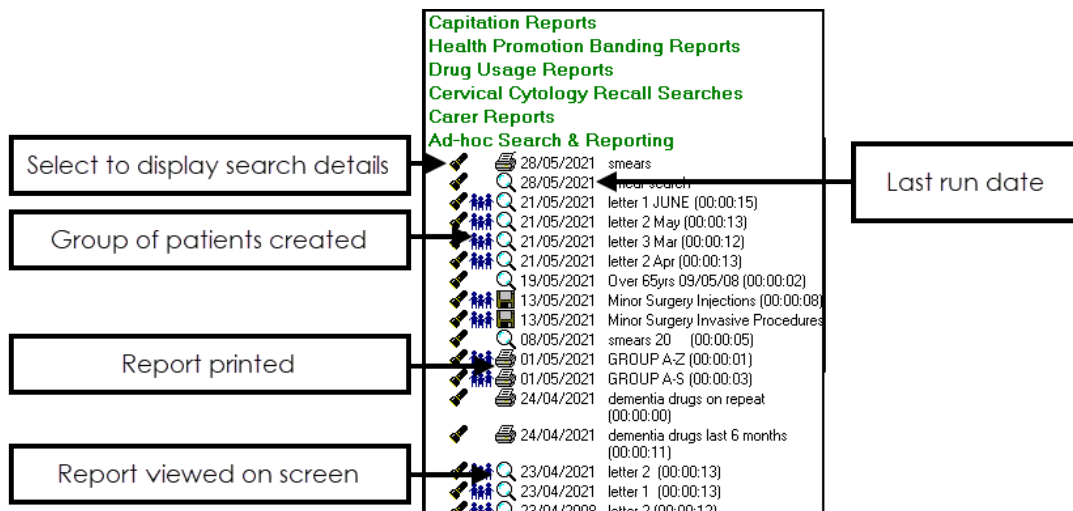 Capitation Reports
Health Promotion Banding Reports
Drug Usage Reports
Cervical Cytology Recall Searches
Carer Reports
Ad-hoc Search & Reporting
Select to display search details
Group of patients created
Report printed
Report viewed on screen
Last run date
28/05/2021 smears
28/05/2021 search
21/05/2021 letter 1 JUNE (00:00:15)
21/05/2021 letter 2 May (00:00:13)
21/05/2021 letter 3 Mar (00:00:12)
21/05/2021 letter 2 Apr (00:00:13)
19/05/2021 Over 65yrs 09/05/08 (00:00:02)
13/05/2021 Minor Surgery Injections (00:00:08)
13/05/2021 Minor Surgery Invasive Procedures
08/05/2021 smears 20 (00:00:05)
01/05/2021 GROUP A-Z (00:00:01)
01/05/2021 GROUP A-S (00:00:03)
24/04/2021 dementia drugs on repeat
(00:00:00)
24/04/2021 dementia drugs last 6 months
(00:00:11)
23/04/2021 letter 2 (00:00:13)
23/04/2021 letter 1 (00:00:13)